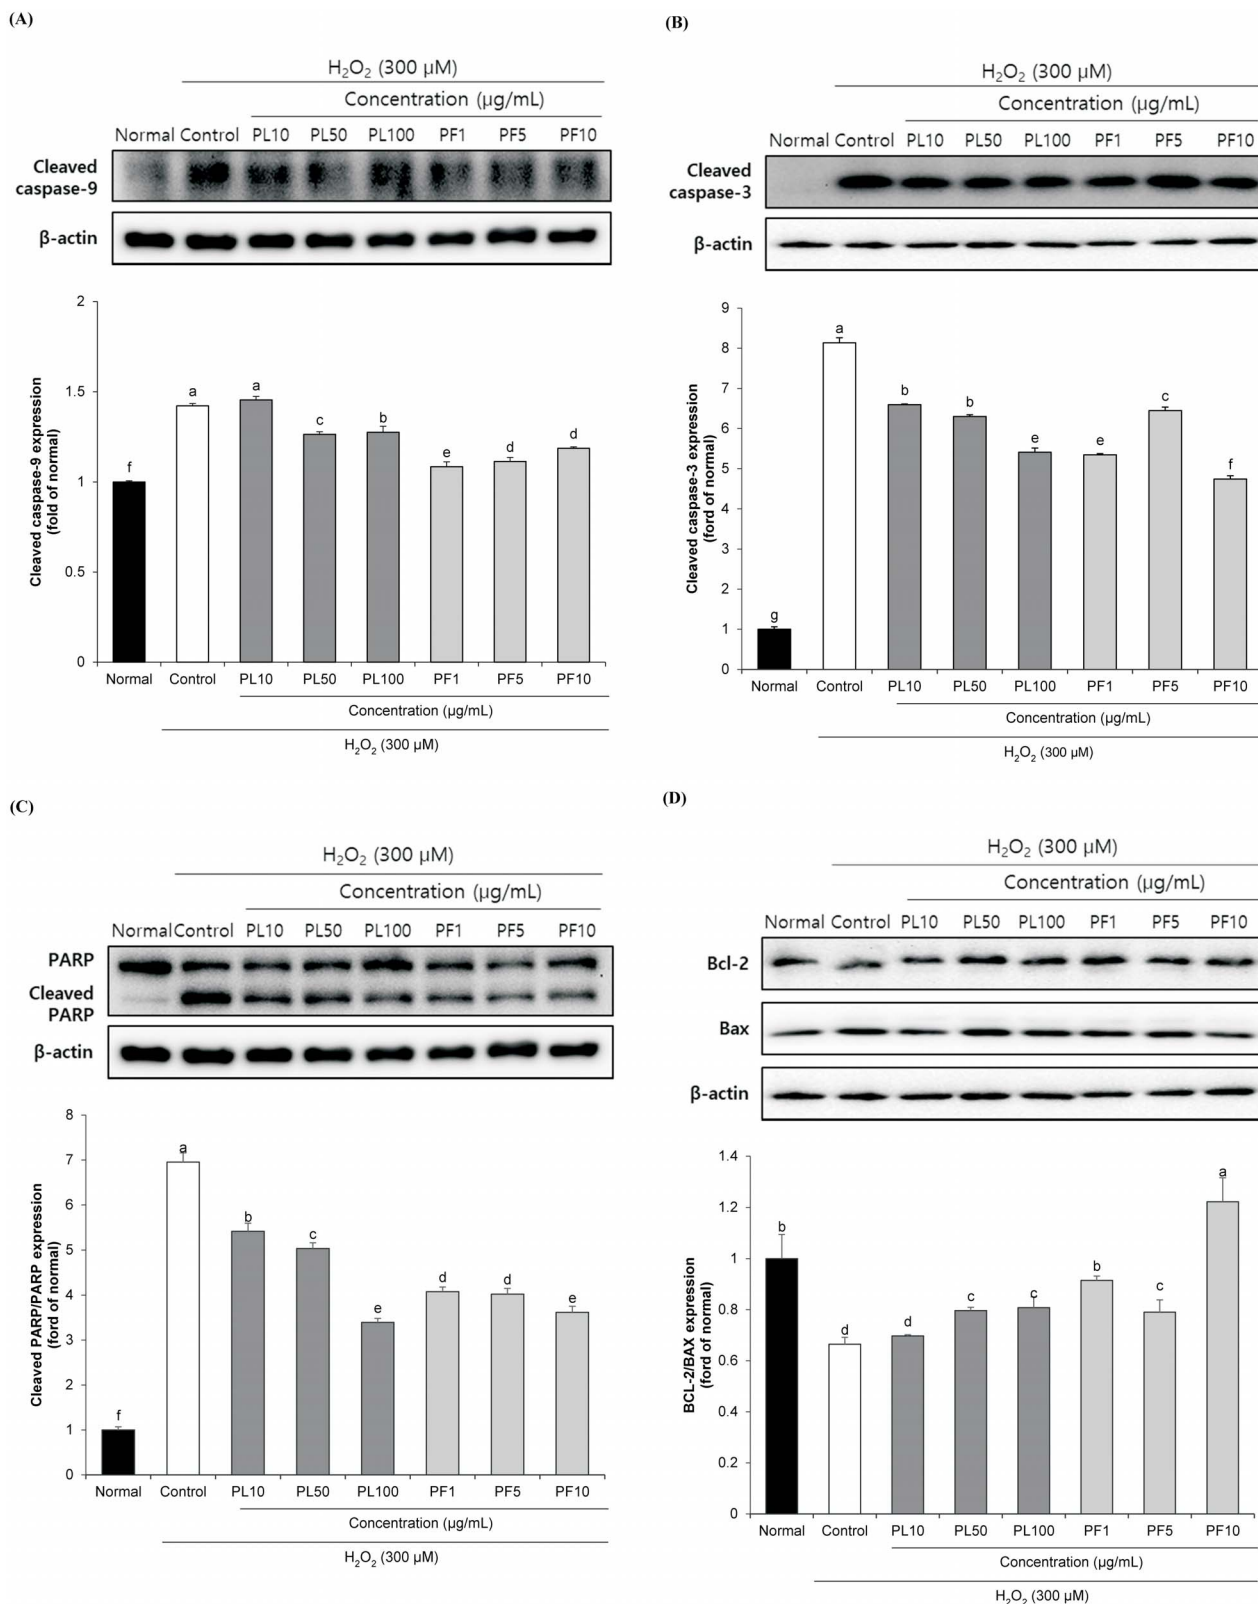 (A)
H₂O₂ (300 μM)
Concentration (μg/mL)
Normal Control PL10 PL50 PL100 PF1 PF5 PF10
Cleaved
caspase-9
β-actin
2
1.5
1
0.5
0
Cleaved caspase-9 expression
(fold of normal)
f a a c b e d d
Normal Control PL10 PL50 PL100 PF1 PF5 PF10
Concentration (μg/mL)
H₂O₂ (300 μM)
(B)
H₂O₂ (300 μM)
Concentration (μg/mL)
Normal Control PL10 PL50 PL100 PF1 PF5 PF10
Cleaved
caspase-3
β-actin
9
8
7
6
5
4
3
2
1
0
Cleaved caspase-3 expression
(ford of normal)
g a b b e e c f
Normal Control PL10 PL50 PL100 PF1 PF5 PF10
Concentration (μg/mL)
H₂O₂ (300 μM)
(C)
H₂O₂ (300 μM)
Concentration (μg/mL)
Normal Control PL10 PL50 PL100 PF1 PF5 PF10
PARP
Cleaved
PARP
β-actin
8
7
6
5
4
3
2
1
0
Cleaved PARP/PARP expression
(ford of normal)
f a b c e d d e
Normal Control PL10 PL50 PL100 PF1 PF5 PF10
Concentration (μg/mL)
H₂O₂ (300 μM)
(D)
H₂O₂ (300 μM)
Concentration (μg/mL)
Normal Control PL10 PL50 PL100 PF1 PF5 PF10
Bcl-2
Bax
β-actin
1.4
1.2
1
0.8
0.6
0.4
0.2
0
BCL-2/BAX expression
(ford of normal)
b d d c c b c a
Normal Control PL10 PL50 PL100 PF1 PF5 PF10
Concentration (μg/mL)
H₂O₂ (300 μM)